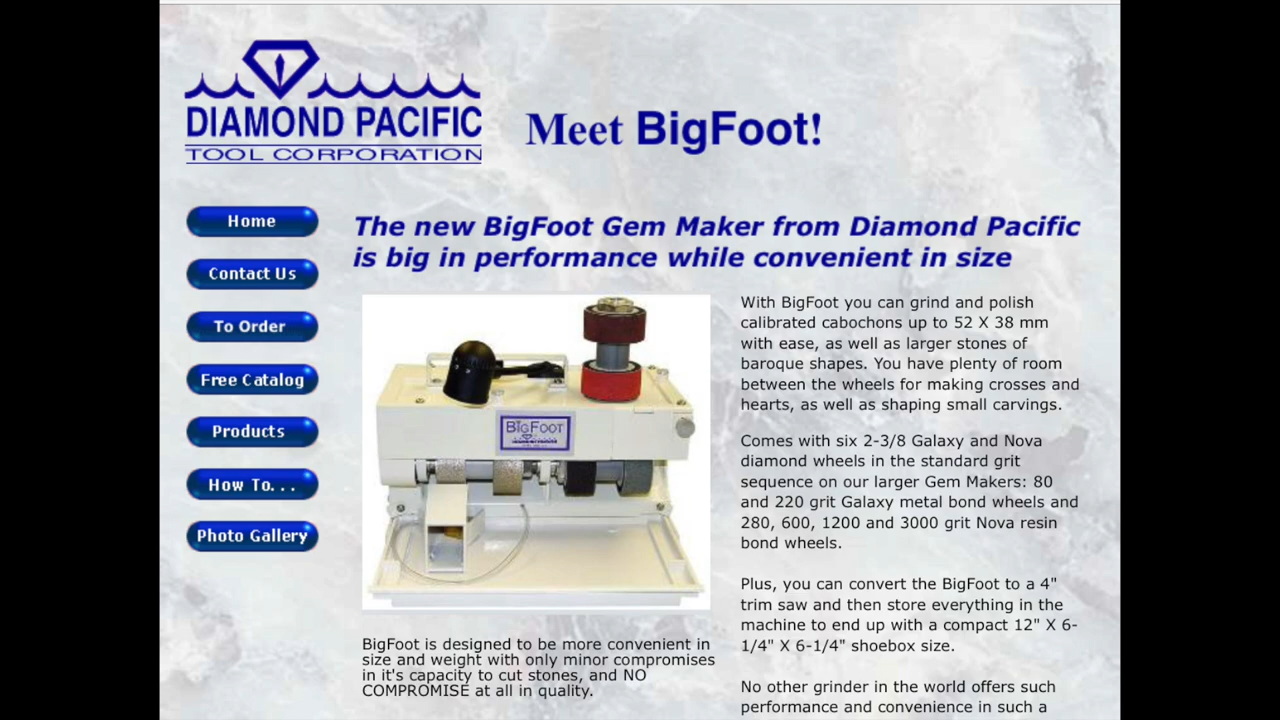 DIAMOND PACIFIC
TOOL CORPORATION
Meet BigFoot!
Home
Contact Us
To Order
Free Catalog
Products
How To. . .
Photo Gallery
The new BigFoot Gem Maker from Diamond Pacific
is big in performance while convenient in size
BIGFOOT
BigFoot is designed to be more convenient in
size and weight with only minor compromises
in it's capacity to cut stones, and NO
COMPROMISE at all in quality.
With BigFoot you can grind and polish
calibrated cabochons up to 52 X 38 mm
with ease, as well as larger stones of
baroque shapes. You have plenty of room
between the wheels for making crosses and
hearts, as well as shaping small carvings.
Comes with six 2-3/8 Galaxy and Nova
diamond wheels in the standard grit
sequence on our larger Gem Makers: 80
and 220 grit Galaxy metal bond wheels and
280, 600, 1200 and 3000 grit Nova resin
bond wheels.
Plus, you can convert the BigFoot to a 4"
trim saw and then store everything in the
machine to end up with a compact 12" X 6-
1/4" X 6-1/4" shoebox size.
No other grinder in the world offers such
performance and convenience in such a